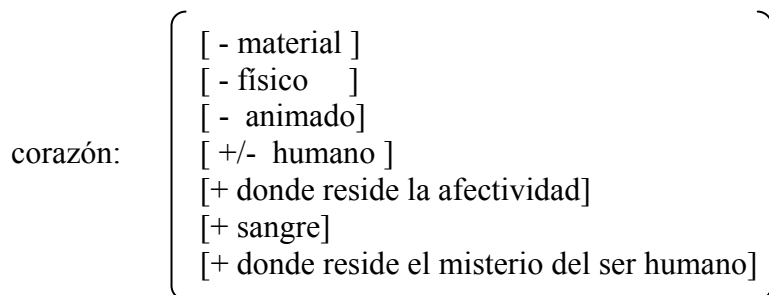 [ - material ]
[ - físico ]
[ - animado]
corazón: [ +/- humano ]
[+ donde reside la afectividad]
[+ sangre]
[+ donde reside el misterio del ser humano]